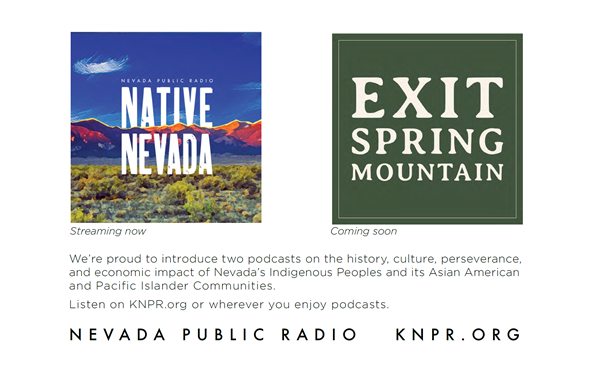 NEVADA PUBLIC RADIO
NATIVE
NEVADA
EXIT
SPRING
MOUNTAIN
Streaming now
Coming soon
We're proud to introduce two podcasts on the history, culture, perseverance,
and economic impact of Nevada's Indigenous Peoples and its Asian American
and Pacific Islander Communities.
Listen on KNPR.org or wherever you enjoy podcasts.
NEVADA PUBLIC RADIO KNPR.ORG